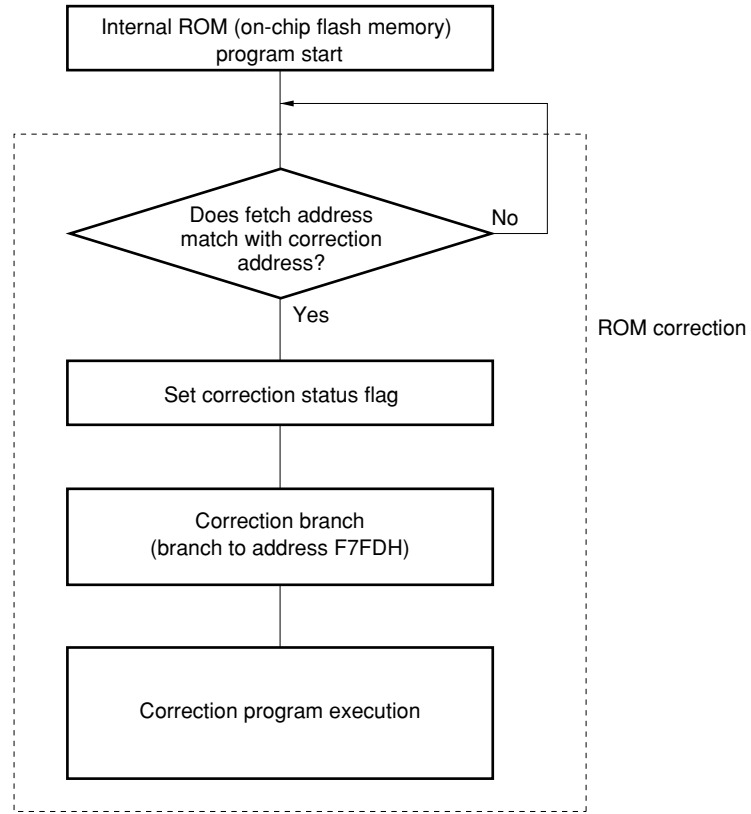 Internal ROM (on-chip flash memory)
program start
Does fetch address
match with correction
address?
No
Yes
ROM correction
Set correction status flag
Correction branch
(branch to address F7FDH)
Correction program execution